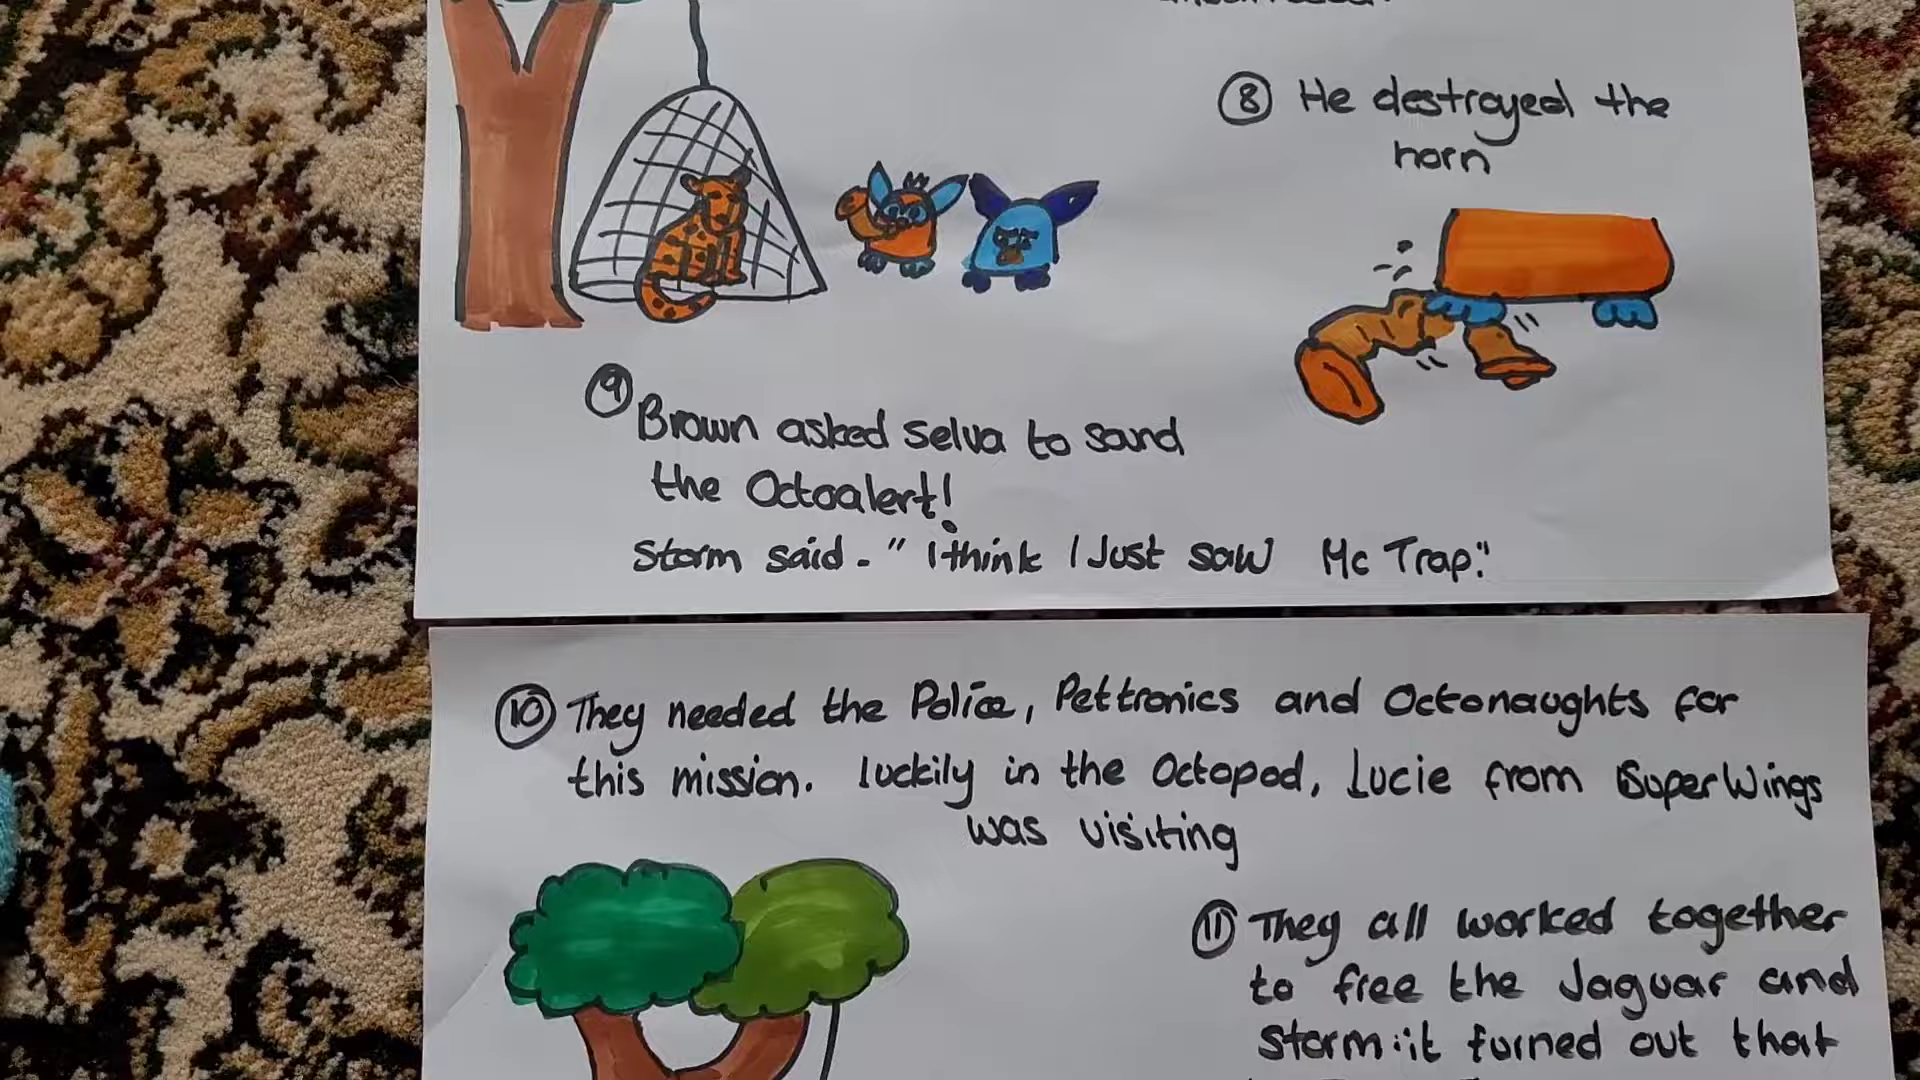 ⑧ He destroyed the
horn
⑨ Brown asked Selva to sound
the Octoalert!
Storm said - "I think I Just saw Mc Trap."
⑩ They needed the Police, Pettronics and Octonaughts for
this mission. luckily in the Octopod, Lucie from SuperWings
was visiting
⑪ They all worked together
to free the Jaguar and
Storm: it turned out that